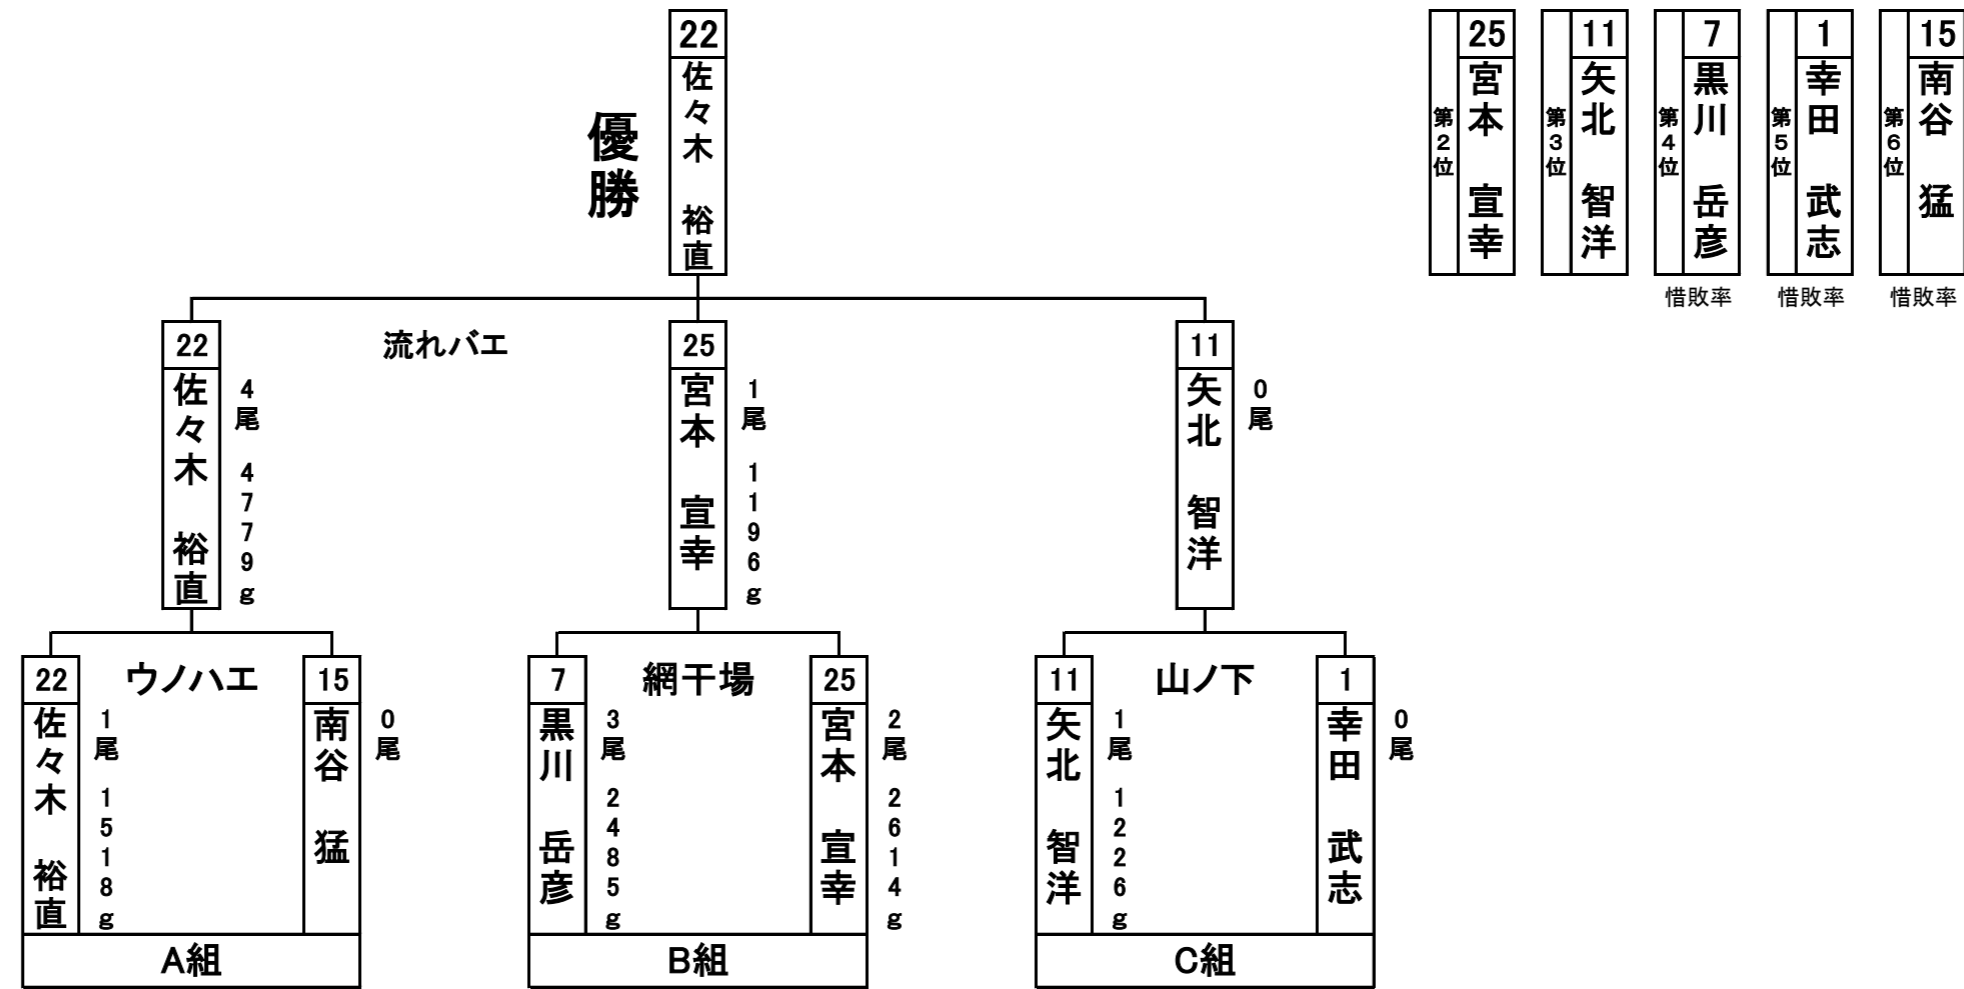 優勝
22
佐々木 裕直
第2位
25
宮本 宣幸
第3位
11
矢北 智洋
第4位
7
黒川 岳彦
惜敗率
第5位
1
幸田 武志
惜敗率
第6位
15
南谷 猛
惜敗率
流れバエ
22
佐々木 裕直
4尾 4779g
25
宮本 宣幸
1尾 1196g
11
矢北 智洋
0尾
ウノハエ
22
佐々木 裕直
1尾 1518g
15
南谷 猛
0尾
A組
網干場
7
黒川 岳彦
3尾 2485g
25
宮本 宣幸
2尾 2614g
B組
山ノ下
11
矢北 智洋
1尾 1226g
1
幸田 武志
0尾
C組